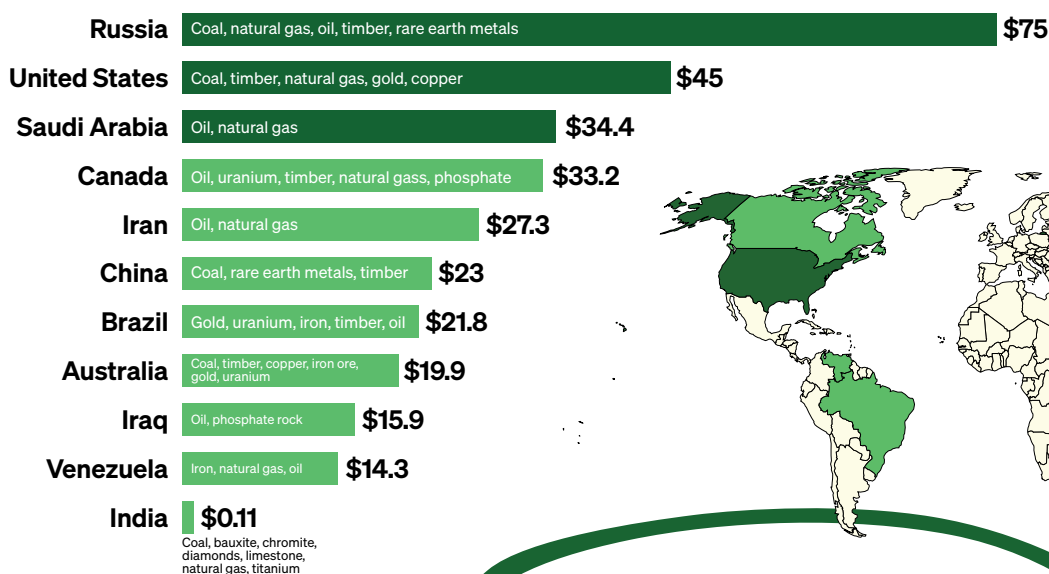 Russia Coal, natural gas, oil, timber, rare earth metals $75
United States Coal, timber, natural gas, gold, copper $45
Saudi Arabia Oil, natural gas $34.4
Canada Oil, uranium, timber, natural gass, phosphate $33.2
Iran Oil, natural gas $27.3
China Coal, rare earth metals, timber $23
Brazil Gold, uranium, iron, timber, oil $21.8
Australia Coal, timber, copper, iron ore,
gold, uranium $19.9
Iraq Oil, phosphate rock $15.9
Venezuela Iron, natural gas, oil $14.3
India $0.11
Coal, bauxite, chromite,
diamonds, limestone,
natural gas, titanium